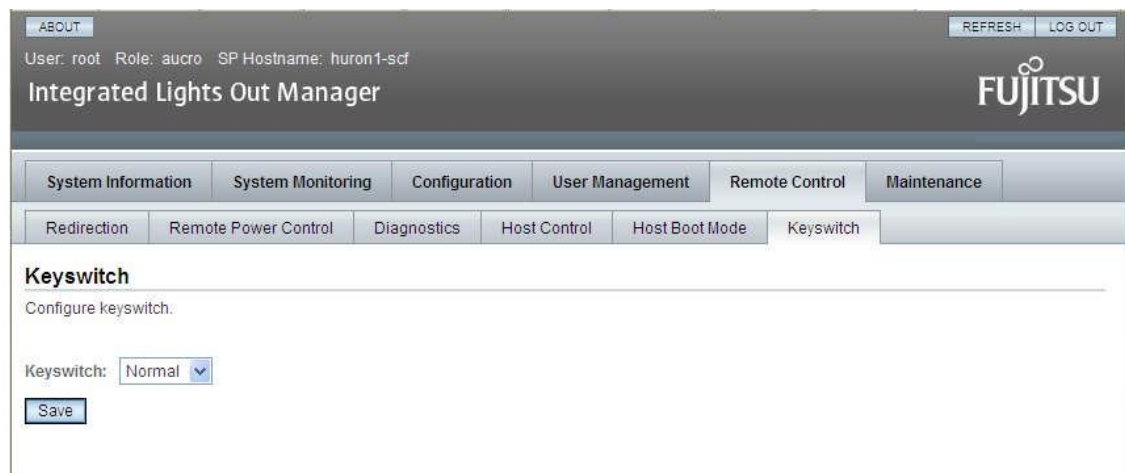 ABOUT REFRESH LOG OUT
User: root Role: aucro SP Hostname: huron1-scf
Integrated Lights Out Manager
FUJITSU
System Information System Monitoring Configuration User Management Remote Control Maintenance
Redirection Remote Power Control Diagnostics Host Control Host Boot Mode Keyswitch
Keyswitch
Configure keyswitch.
Keyswitch: Normal
Save